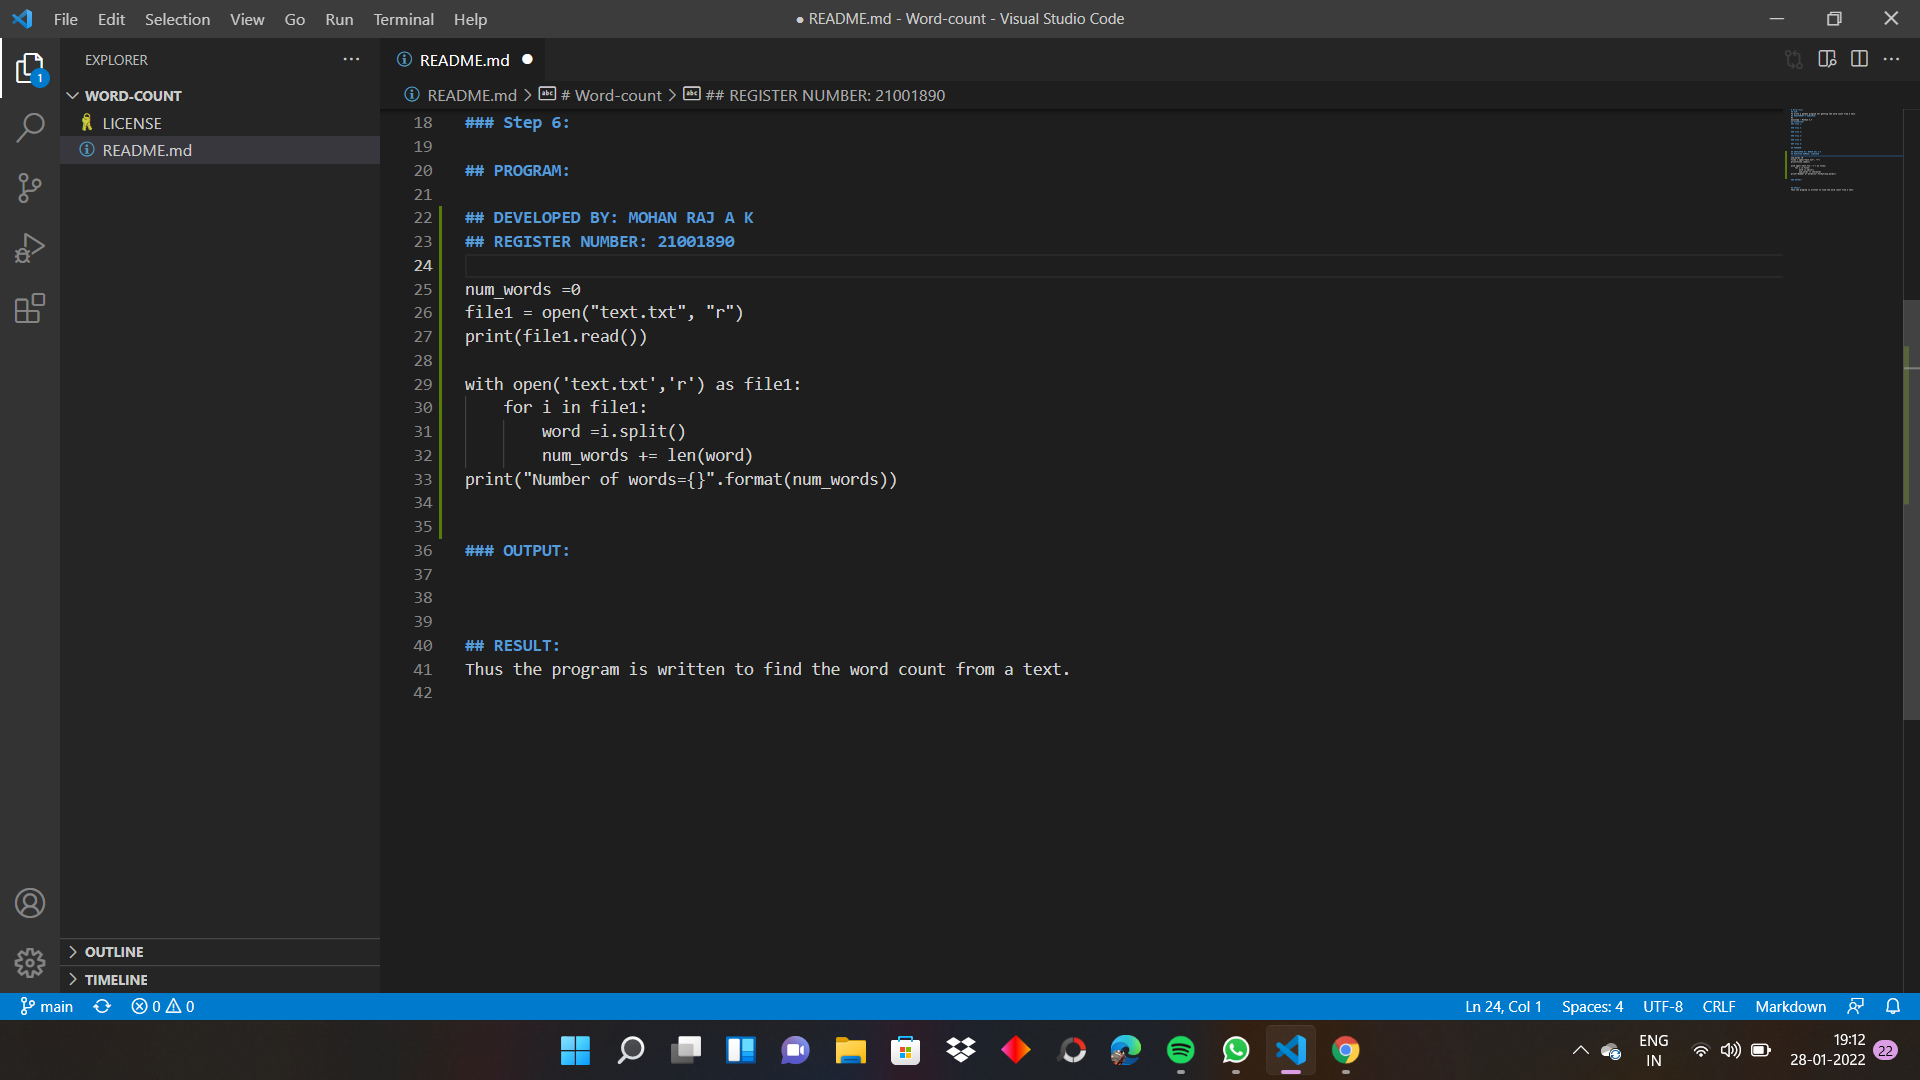 File Edit Selection View Go Run Terminal Help
● README.md - Word-count - Visual Studio Code
EXPLORER
README.md
WORD-COUNT
README.md > # Word-count > ## REGISTER NUMBER: 21001890
LICENSE
README.md
1
18 ### Step 6:
19
20 ## PROGRAM:
21
22 ## DEVELOPED BY: MOHAN RAJ A K
23 ## REGISTER NUMBER: 21001890
24
25 num_words =0
26 file1 = open("text.txt", "r")
27 print(file1.read())
28
29 with open('text.txt','r') as file1:
30     for i in file1:
31         word =i.split()
32         num_words += len(word)
33 print("Number of words={}".format(num_words))
34
35
36 ### OUTPUT:
37
38
39
40 ## RESULT:
41 Thus the program is written to find the word count from a text.
42
OUTLINE
TIMELINE
main 0 0
Ln 24, Col 1 Spaces: 4 UTF-8 CRLF Markdown
ENG
IN
19:12
28-01-2022
22